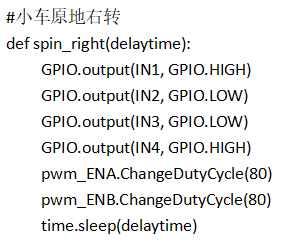 #小车原地右转
def spin_right(delaytime):
GPIO.output(IN1, GPIO.HIGH)
GPIO.output(IN2, GPIO.LOW)
GPIO.output(IN3, GPIO.LOW)
GPIO.output(IN4, GPIO.HIGH)
pwm_ENA.ChangeDutyCycle(80)
pwm_ENB.ChangeDutyCycle(80)
time.sleep(delaytime)